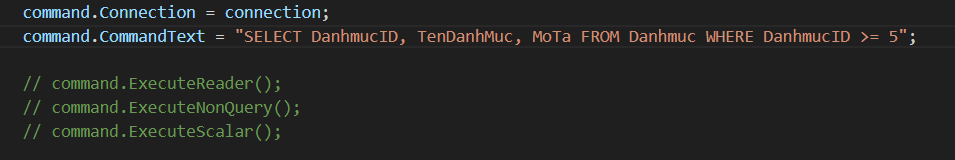 command.Connection = connection;
command.CommandText = "SELECT DanhmucID, TenDanhMuc, MoTa FROM Danhmuc WHERE DanhmucID >= 5";
// command.ExecuteReader();
// command.ExecuteNonQuery();
// command.ExecuteScalar();